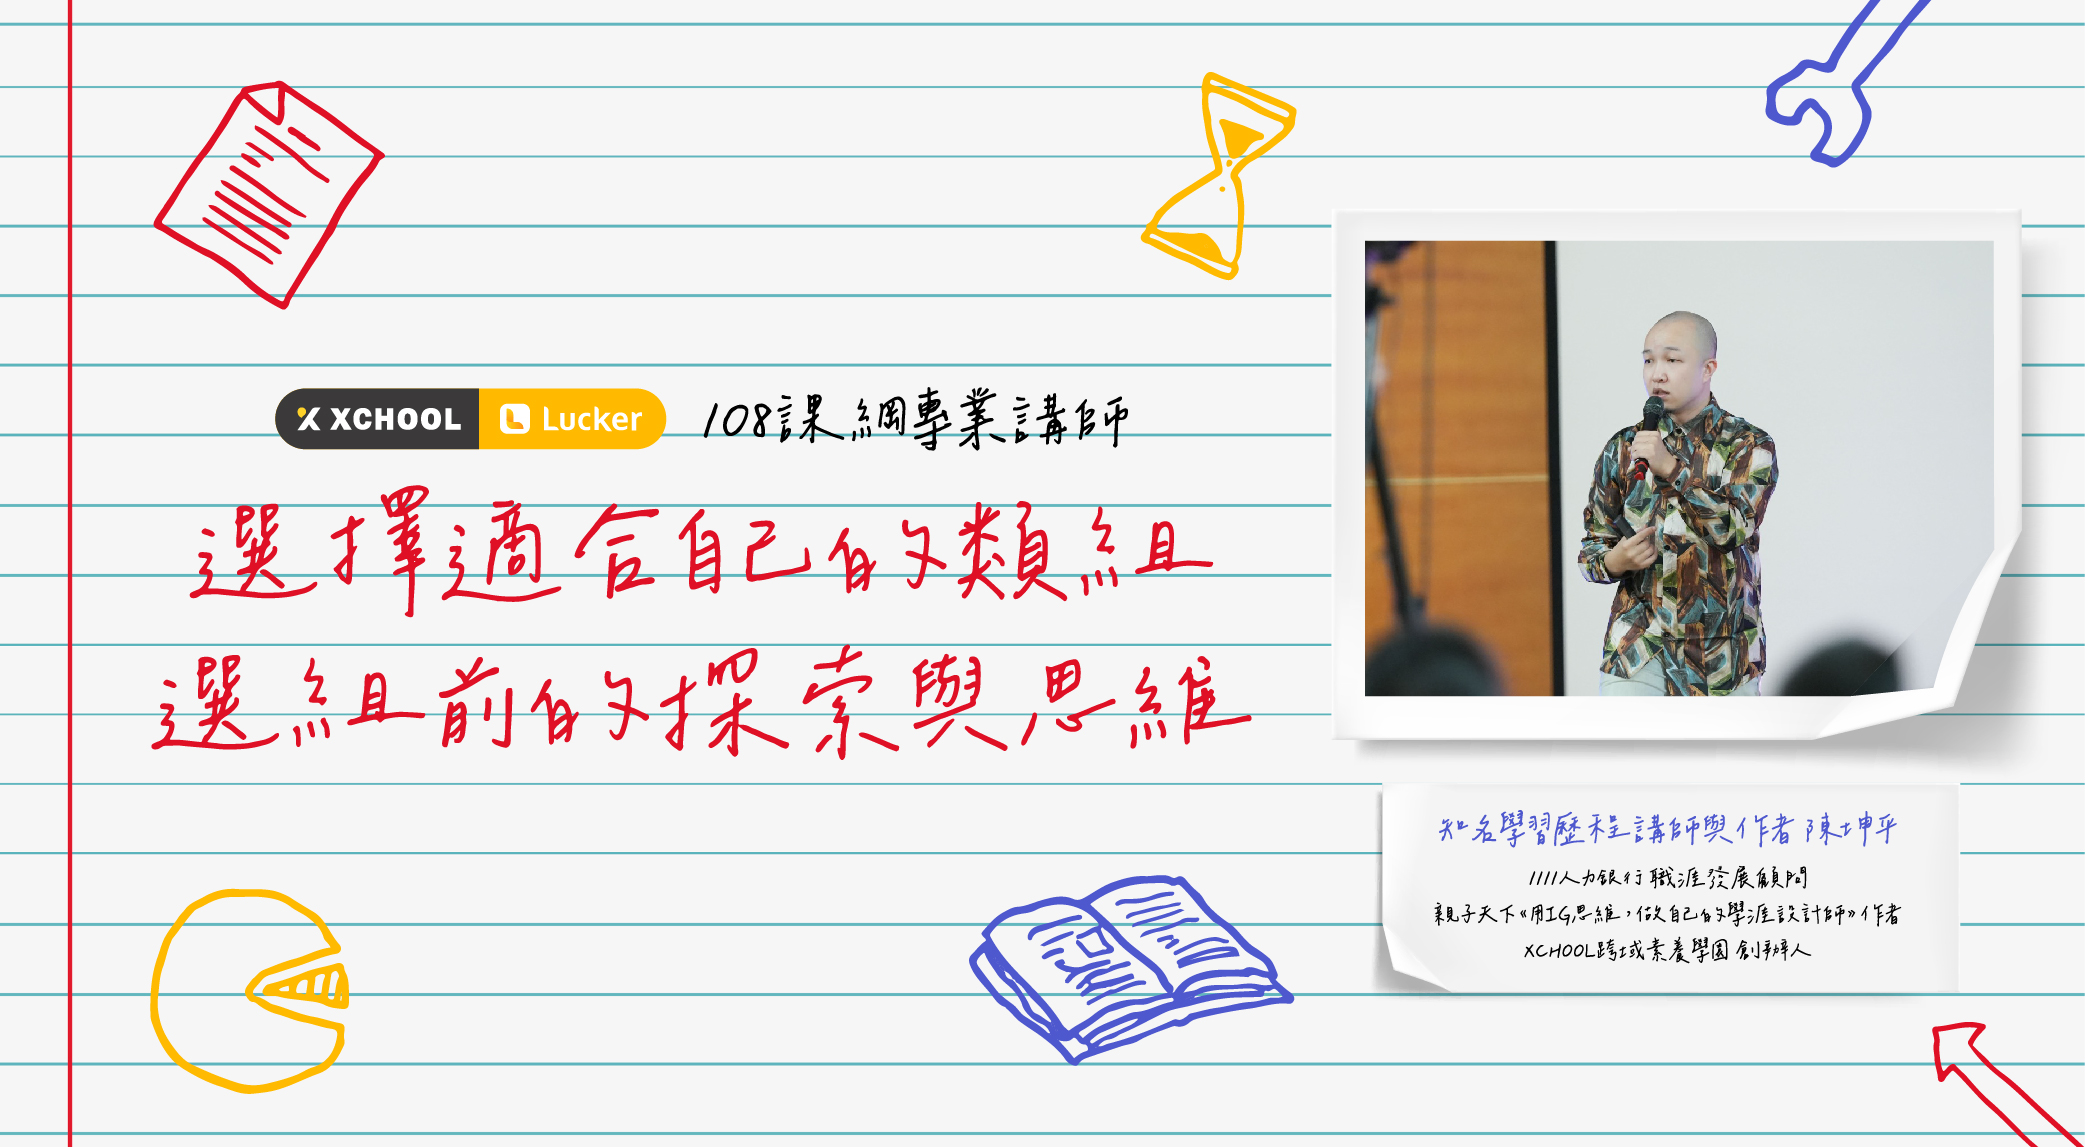 XCHOOL Lucker 108課綱專業講師
選擇適合自己的類組
選組前的探索與思維
知名學習歷程講師與作者 陳坤平
1111人力銀行 職涯發展顧問
親子天下《用IG思維，做自己的學涯設計師》作者
XCHOOL跨域素養學園 創辦人